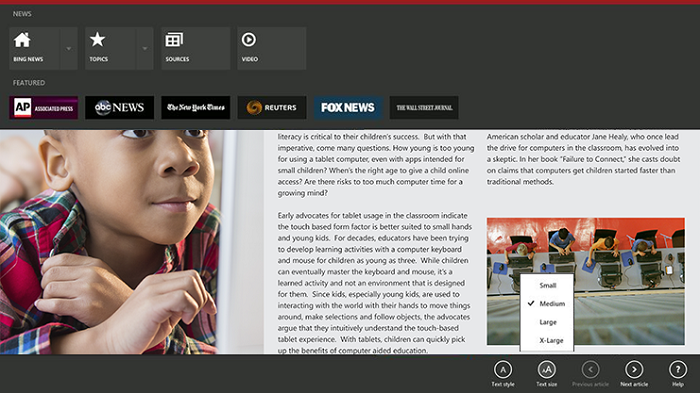 NEWS
BING NEWS
TOPICS
SOURCES
VIDEO
FEATURED
AP ASSOCIATED PRESS
abc NEWS
The New York Times
REUTERS
FOX NEWS
THE WALL STREET JOURNAL
literacy is critical to their children's success.  But with that
imperative, come many questions. How young is too young
for using a tablet computer, even with apps intended for
small children? When's the right age to give a child online
access? Are there risks to too much computer time for a
growing mind?
Early advocates for tablet usage in the classroom indicate
the touch based form factor is better suited to small hands
and young kids.  For decades, educators have been trying
to develop learning activities with a computer keyboard
and mouse for children as young as three.  While children
can eventually master the keyboard and mouse, it's a
learned activity and not an environment that is designed
for them.  Since kids, especially young kids, are used to
interacting with the world with their hands to move things
around, make selections and follow objects, the advocates
argue that they intuitively understand the touch-based
tablet experience.  With tablets, children can quickly pick
up the benefits of computer aided education.
American scholar and educator Jane Healy, who once lead
the drive for computers in the classroom, has evolved into
a skeptic. In her book "Failure to Connect," she casts doubt
on claims that computers get children started faster than
traditional methods.
Small
Medium
Large
X-Large
A
Text style
AA
Text size
Previous article
Next article
?
Help